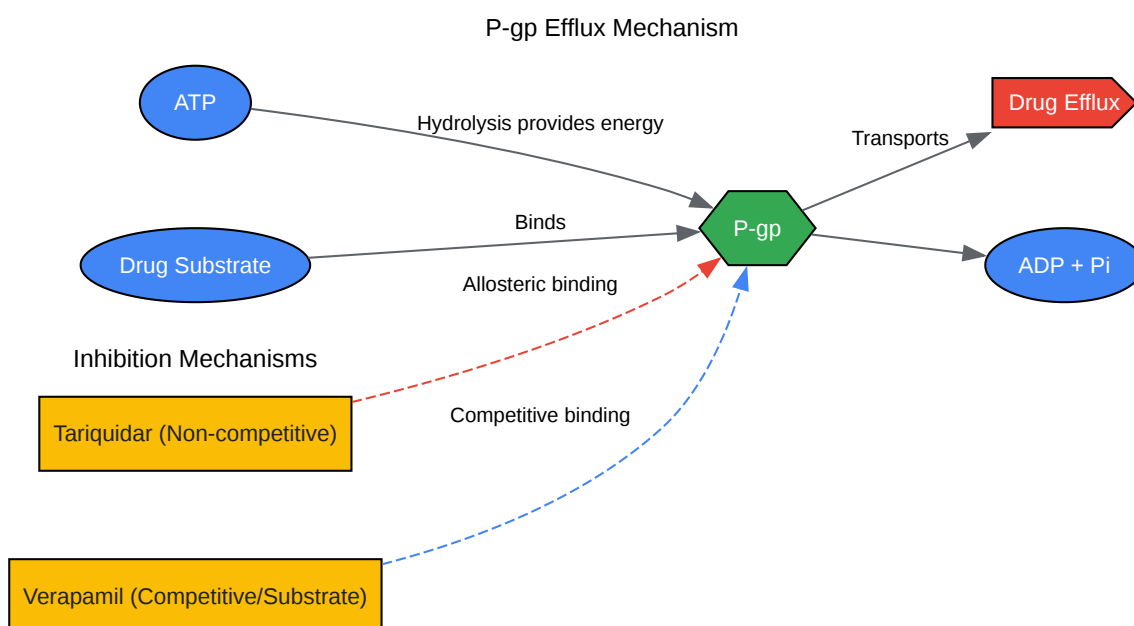 P-gp Efflux Mechanism
ATP
Drug Efflux
Hydrolysis provides energy
Transports
Binds
P-gp
Drug Substrate
ADP + Pi
Allosteric binding
Inhibition Mechanisms
Competitive binding
Tariquidar (Non-competitive)
Verapamil (Competitive/Substrate)